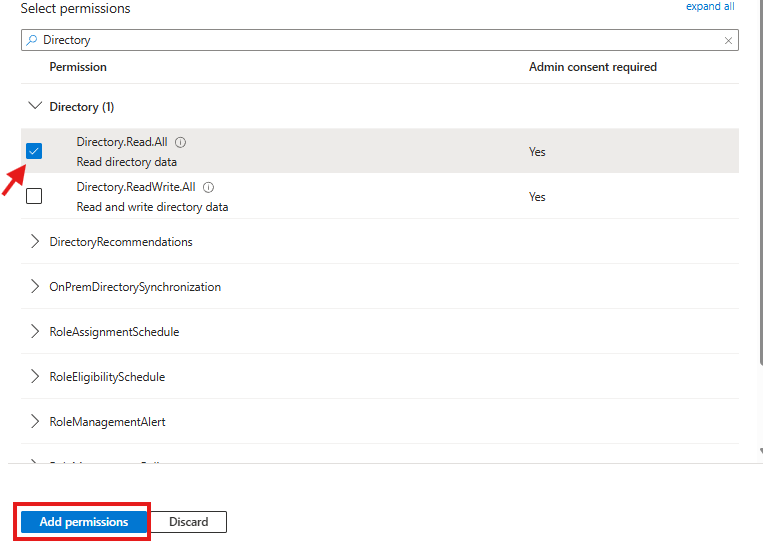 Select permissions
expand all
Directory
Permission
Admin consent required
Directory (1)
Directory.Read.All
Read directory data
Yes
Directory.ReadWrite.All
Read and write directory data
Yes
DirectoryRecommendations
OnPremDirectorySynchronization
RoleAssignmentSchedule
RoleEligibilitySchedule
RoleManagementAlert
Add permissions
Discard